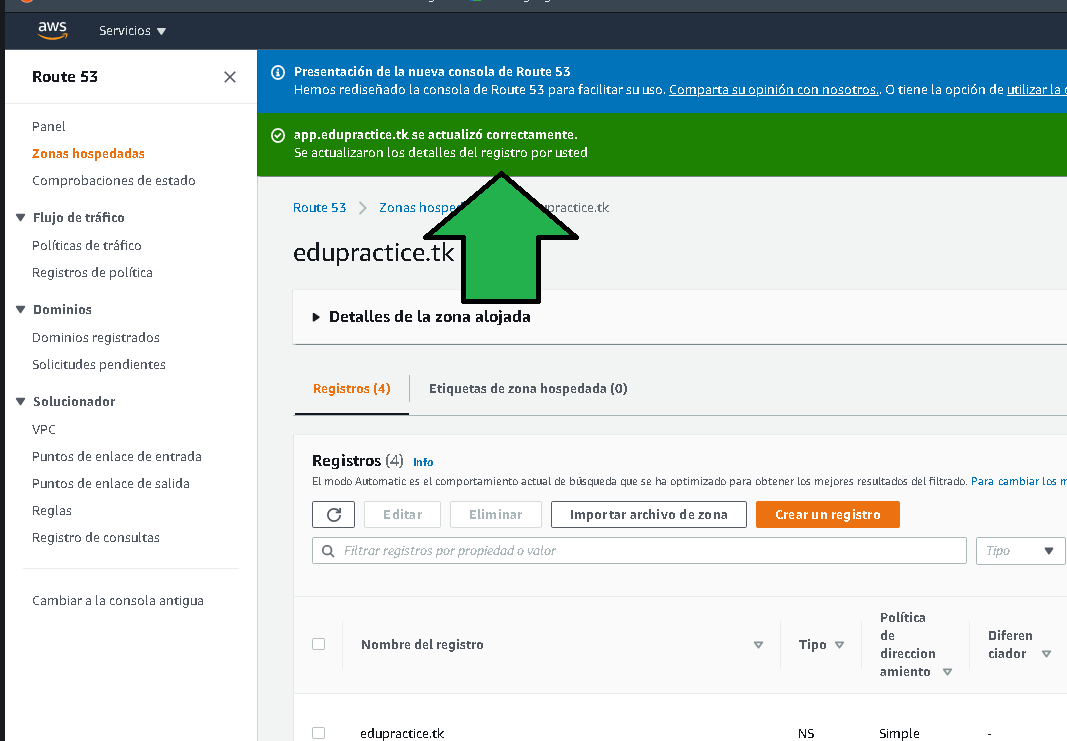 aws
Servicios
Route 53
Presentación de la nueva consola de Route 53
Hemos rediseñado la consola de Route 53 para facilitar su uso. Comparta su opinión con nosotros.. O tiene la opción de utilizar la
app.edupractice.tk se actualizó correctamente.
Se actualizaron los detalles del registro por usted
Panel
Zonas hospedadas
Comprobaciones de estado
Flujo de tráfico
Políticas de tráfico
Registros de política
Dominios
Dominios registrados
Solicitudes pendientes
Solucionador
VPC
Puntos de enlace de entrada
Puntos de enlace de salida
Reglas
Registro de consultas
Cambiar a la consola antigua
Route 53
Zonas
edupractice.tk
Detalles de la zona alojada
Registros (4)
Etiquetas de zona hospedada (0)
Registros (4) Info
El modo Automatic es el comportamiento actual de búsqueda que se ha optimizado para obtener los mejores resultados del filtrado. Para cambiar los
Editar
Eliminar
Importar archivo de zona
Crear un registro
Filtrar registros por propiedad o valor
Tipo
Nombre del registro
Tipo
Política
de
direccion
amiento
Diferen
ciador
edupractice.tk NS Simple -